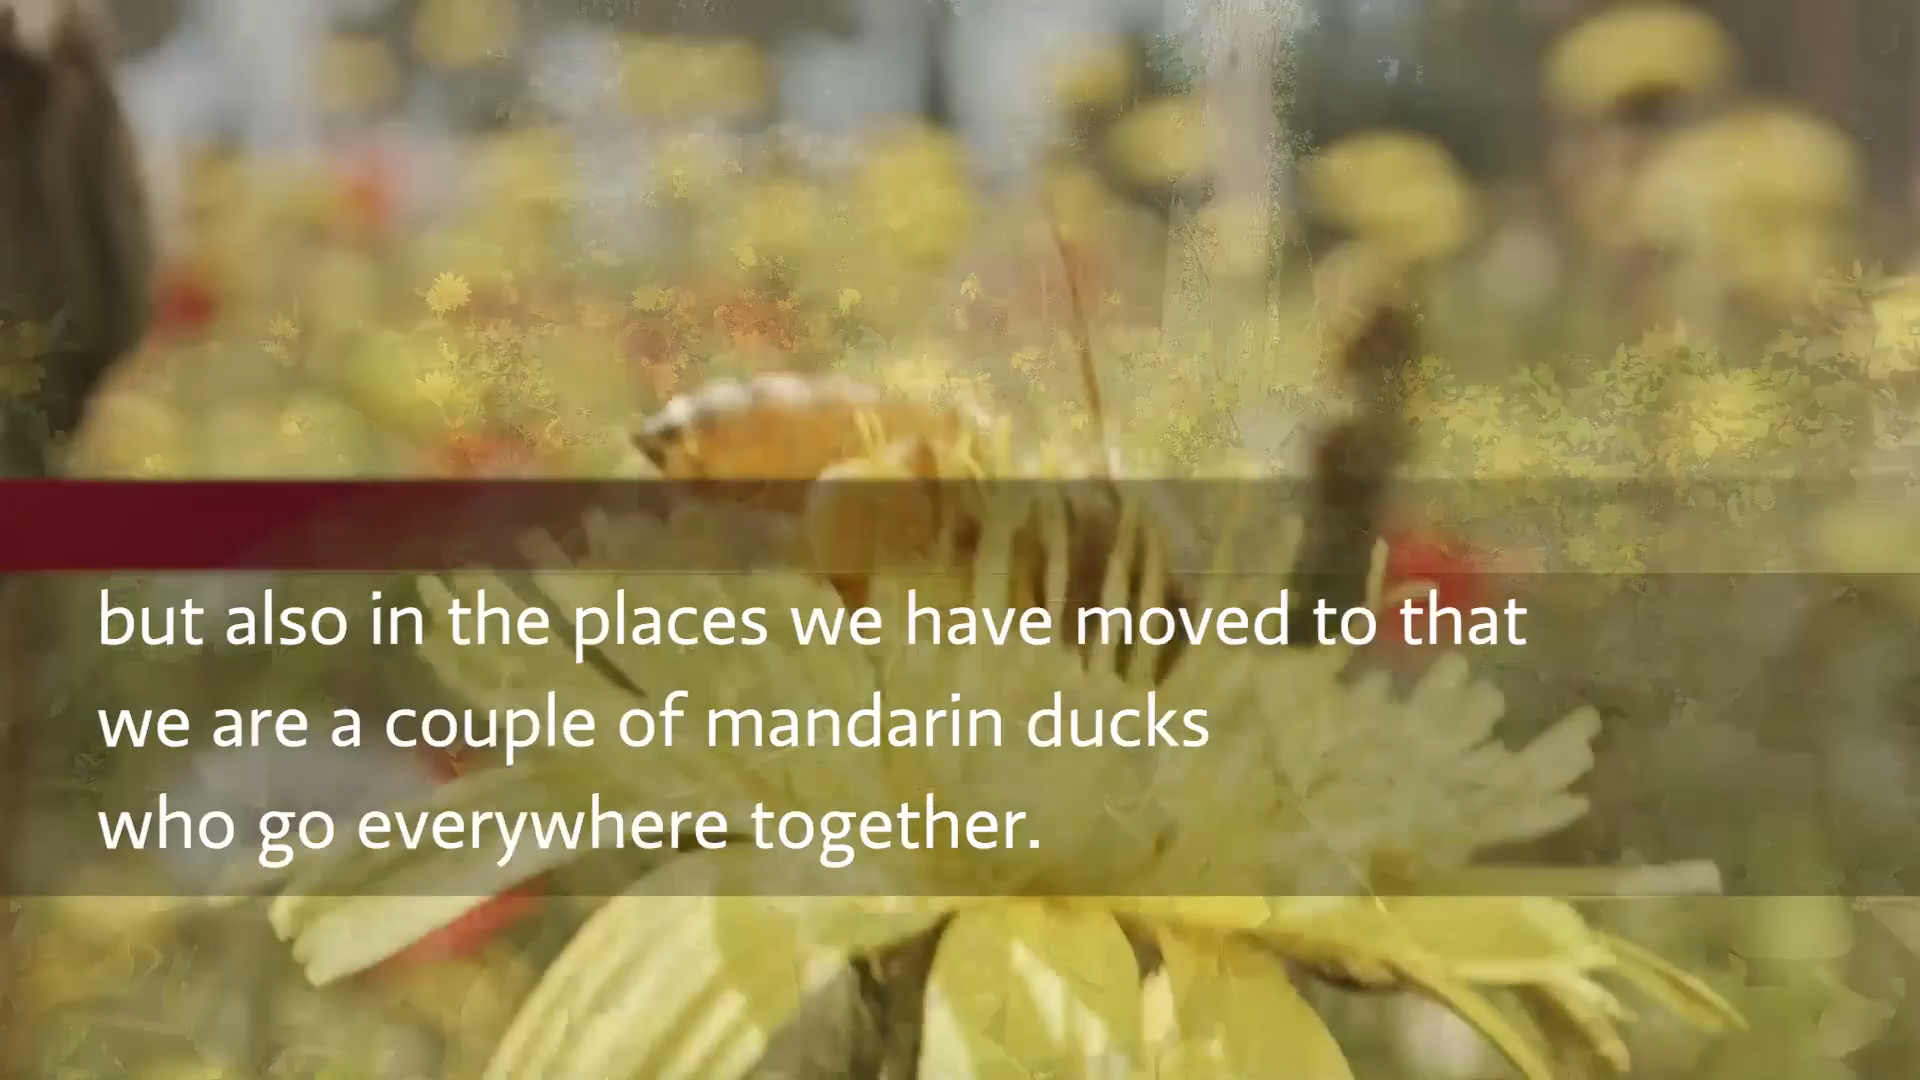 but also in the places we have moved to that
we are a couple of mandarin ducks
who go everywhere together.